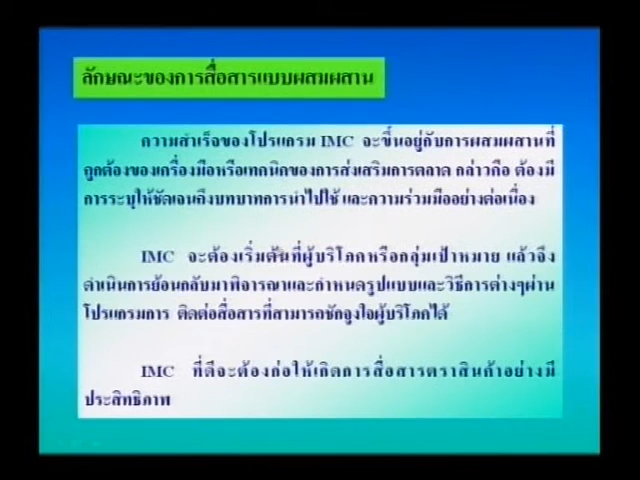 ลักษณะของการสื่อสารแบบผสมผสาน
ความสำเร็จของโปรแกรม IMC จะขึ้นอยู่กับการผสมผสานที่
ถูกต้องของเครื่องมือหรือเทคนิคของการส่งเสริมการตลาด กล่าวคือ ต้องมี
การระบุให้ชัดเจนถึงบทบาทการนำไปใช้ และความร่วมมืออย่างต่อเนื่อง
IMC จะต้องเริ่มต้นที่ผู้บริโภคหรือกลุ่มเป้าหมาย แล้วจึง
ดำเนินการย้อนกลับมาพิจารณาและกำหนดรูปแบบและวิธีการต่างๆผ่าน
โปรแกรมการ ติดต่อสื่อสารที่สามารถชักจูงใจผู้บริโภคได้
IMC ที่ดีจะต้องก่อให้เกิดการสื่อสารตราสินค้าอย่างมี
ประสิทธิภาพ